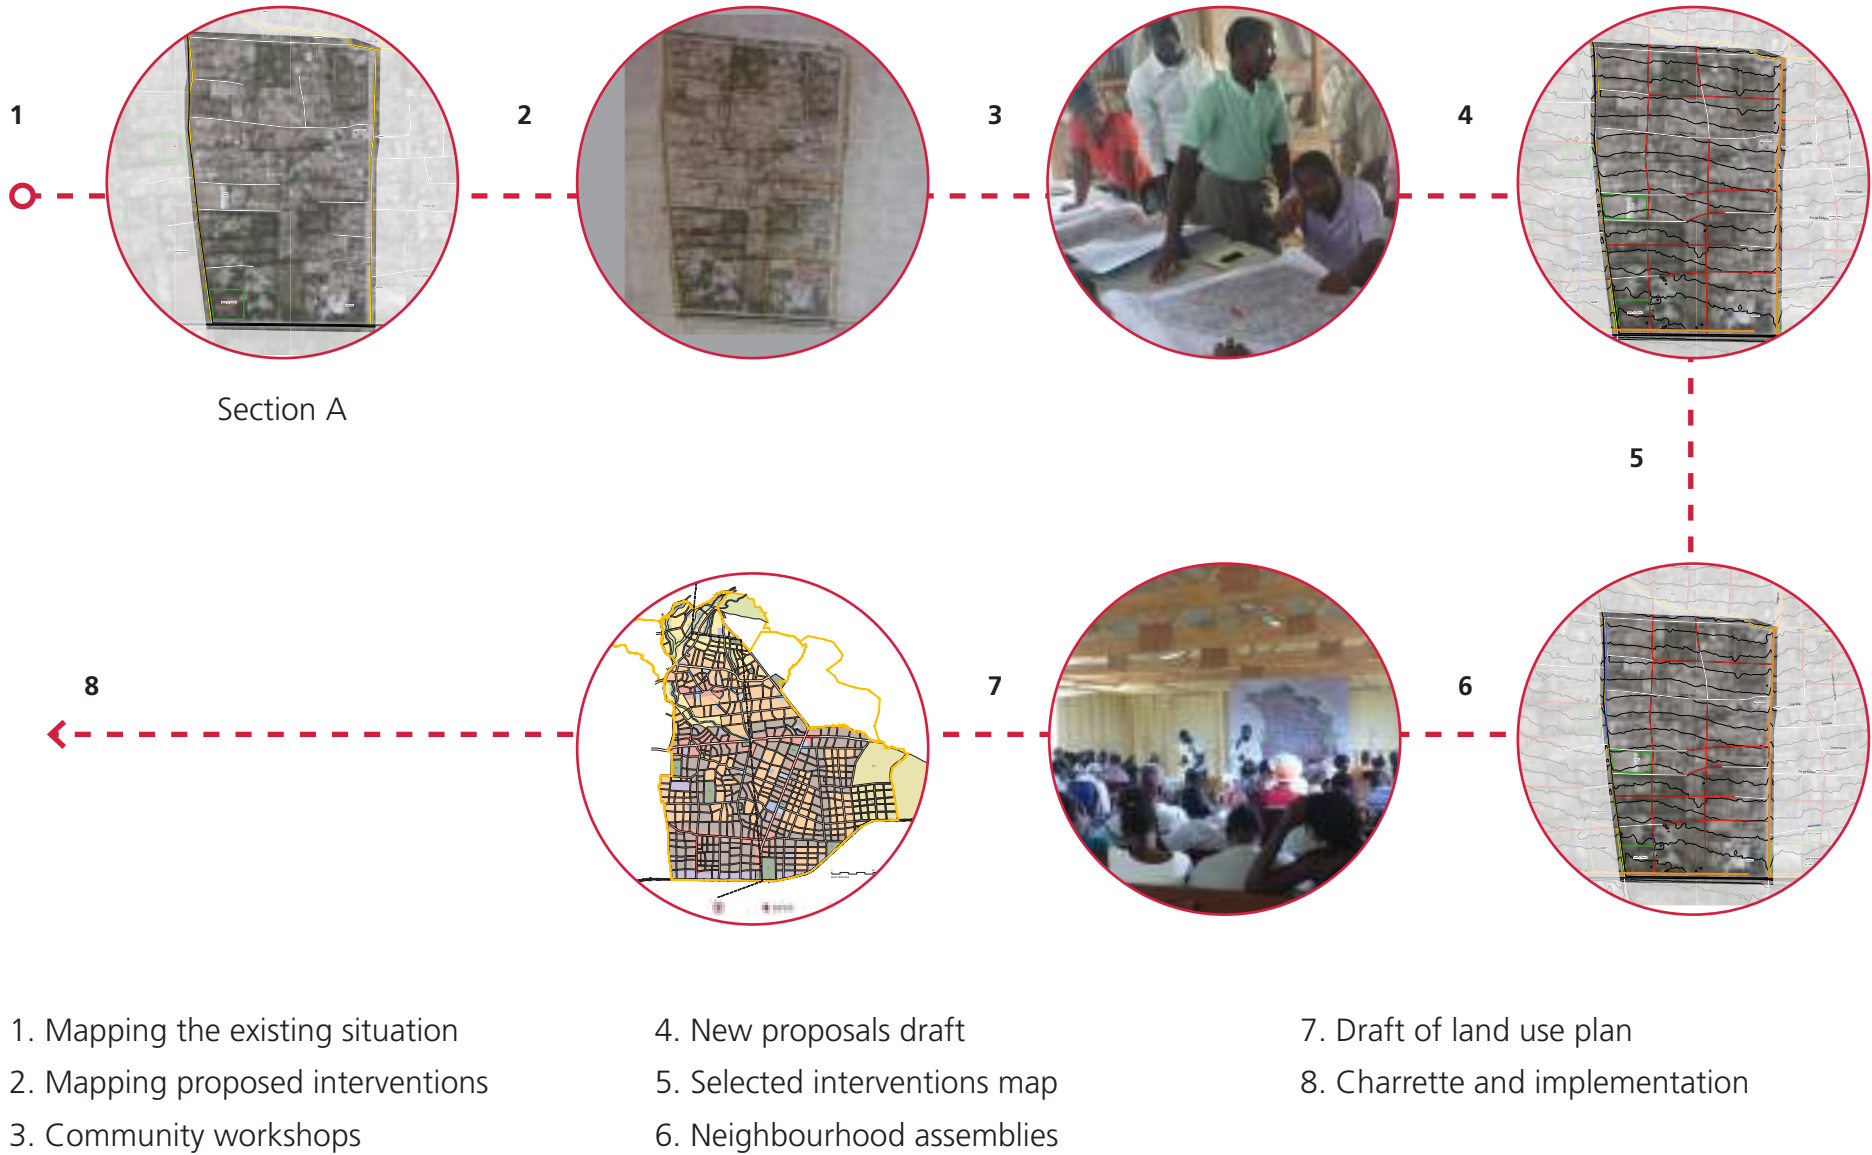 1
2
3
4
Section A
5
8
7
6
1. Mapping the existing situation
2. Mapping proposed interventions
3. Community workshops
4. New proposals draft
5. Selected interventions map
6. Neighbourhood assemblies
7. Draft of land use plan
8. Charrette and implementation